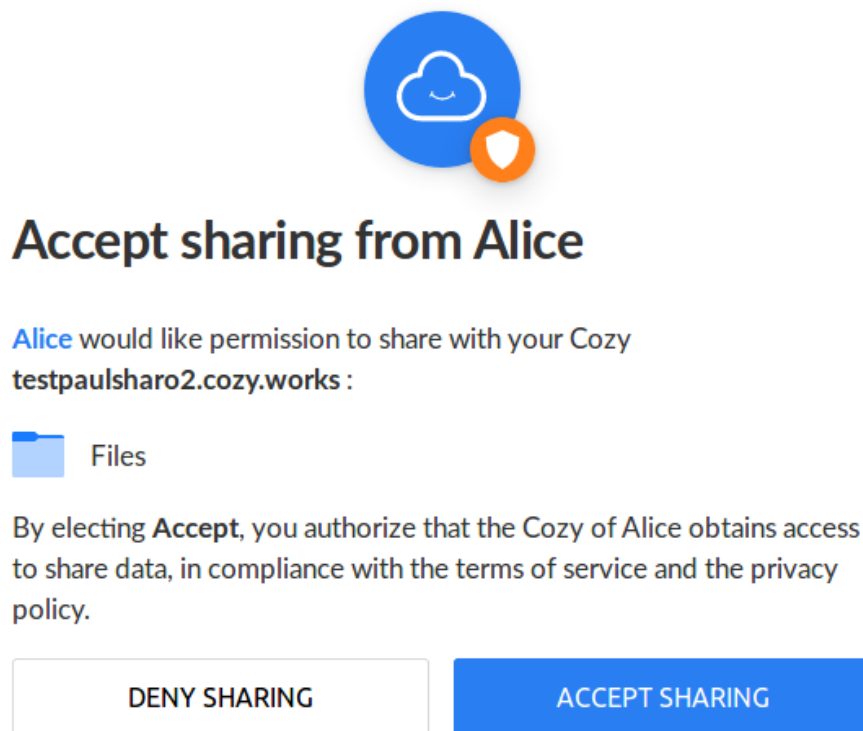 Accept sharing from Alice
Alice would like permission to share with your Cozy
testpaulsharo2.cozy.works :
Files
By electing Accept, you authorize that the Cozy of Alice obtains access
to share data, in compliance with the terms of service and the privacy
policy.
DENY SHARING
ACCEPT SHARING